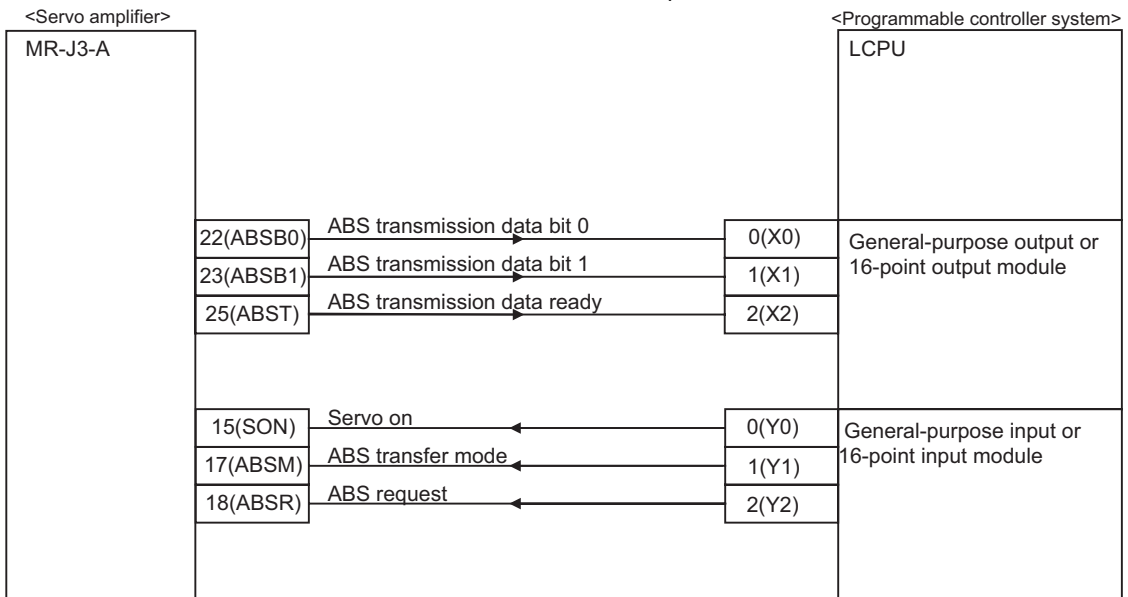 <Servo amplifier>
<Programmable controller system>
MR-J3-A
LCPU
22(ABSB0)
ABS transmission data bit 0
0(X0)
General-purpose output or
16-point output module
23(ABSB1)
ABS transmission data bit 1
1(X1)
25(ABST)
ABS transmission data ready
2(X2)
15(SON)
Servo on
0(Y0)
General-purpose input or
16-point input module
17(ABSM)
ABS transfer mode
1(Y1)
18(ABSR)
ABS request
2(Y2)